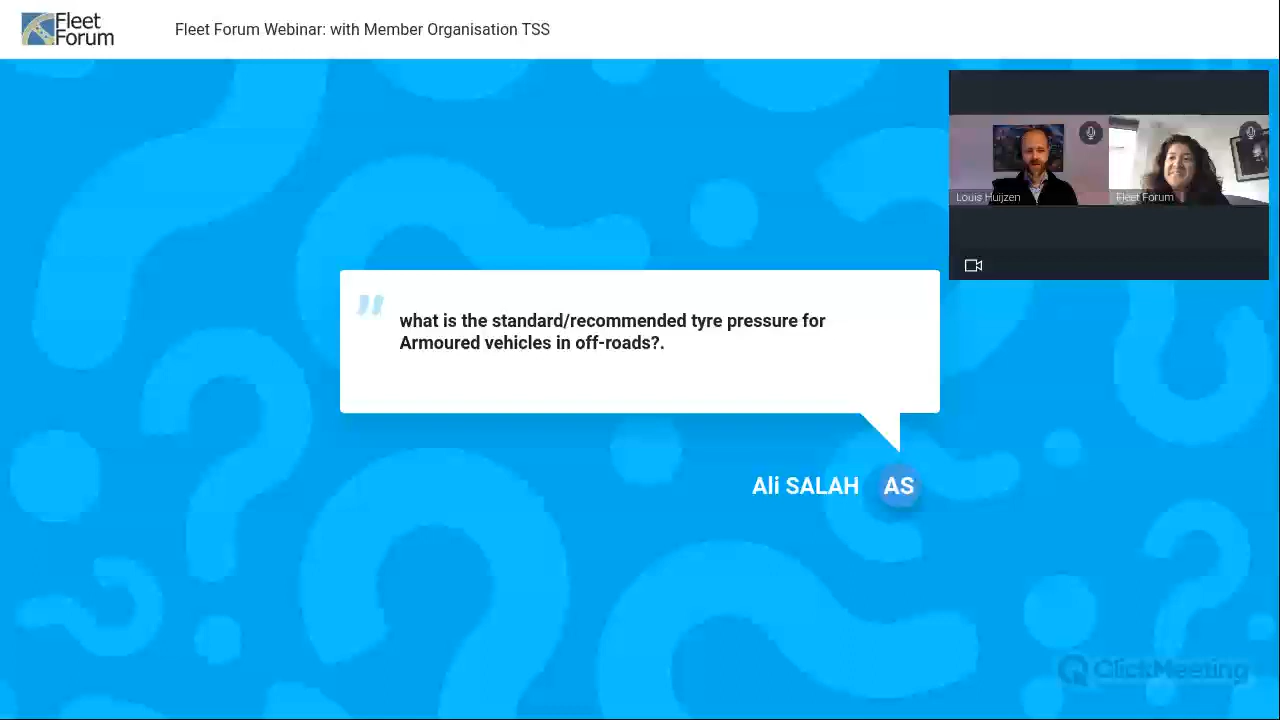 Fleet
Forum
Fleet Forum Webinar: with Member Organisation TSS
Louis Huijzen
Fleet Forum
what is the standard/recommended tyre pressure for
Armoured vehicles in off-roads?.
Ali SALAH
AS
ClickMeeting